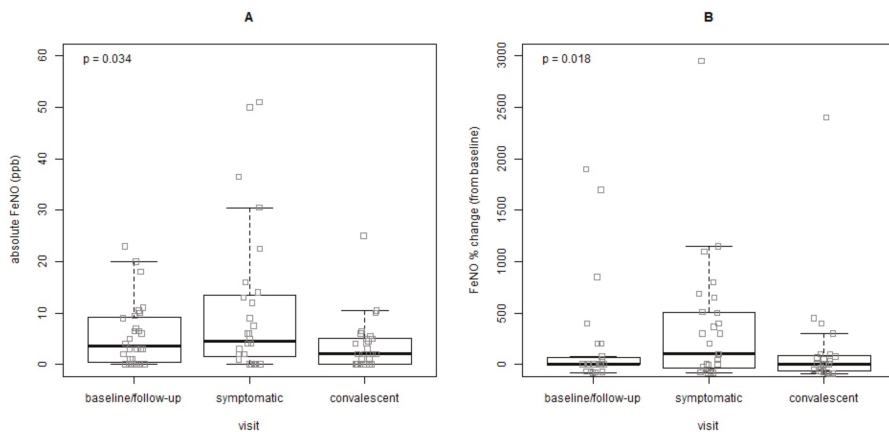 A
p = 0.034
absolute FeNO (ppb)
60
50
40
30
20
10
0
baseline/follow-up symptomatic convalescent
visit
B
p = 0.018
FeNO % change (from baseline)
3000
2500
2000
1500
1000
500
0
baseline/follow-up symptomatic convalescent
visit